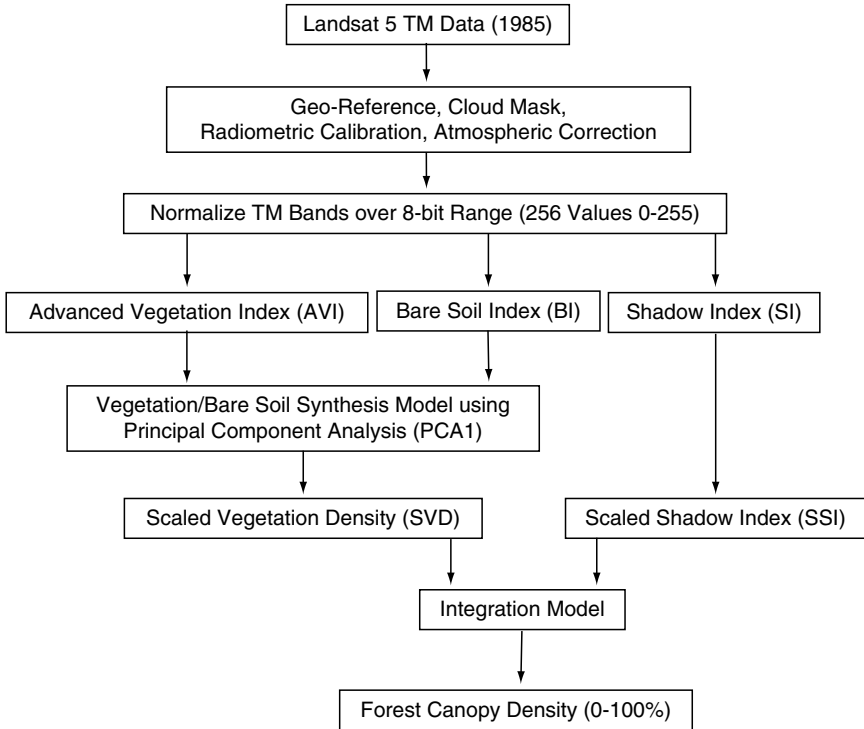 Landsat 5 TM Data (1985)
Geo-Reference, Cloud Mask,
Radiometric Calibration, Atmospheric Correction
Normalize TM Bands over 8-bit Range (256 Values 0-255)
Advanced Vegetation Index (AVI)
Bare Soil Index (BI)
Shadow Index (SI)
Vegetation/Bare Soil Synthesis Model using
Principal Component Analysis (PCA1)
Scaled Vegetation Density (SVD)
Scaled Shadow Index (SSI)
Integration Model
Forest Canopy Density (0-100%)